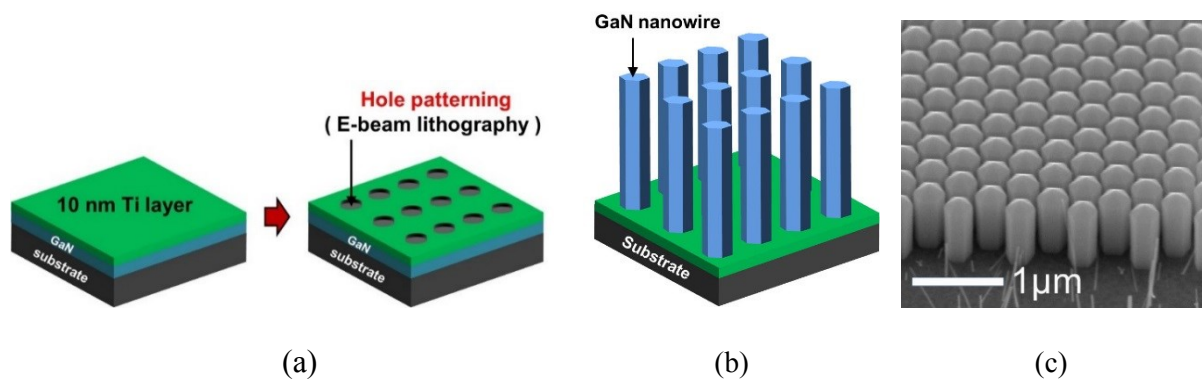 10 nm Ti layer
GaN
substrate
Hole patterning
( E-beam lithography )
GaN
substrate
(a)
GaN nanowire
Substrate
(b)
1μm
(c)